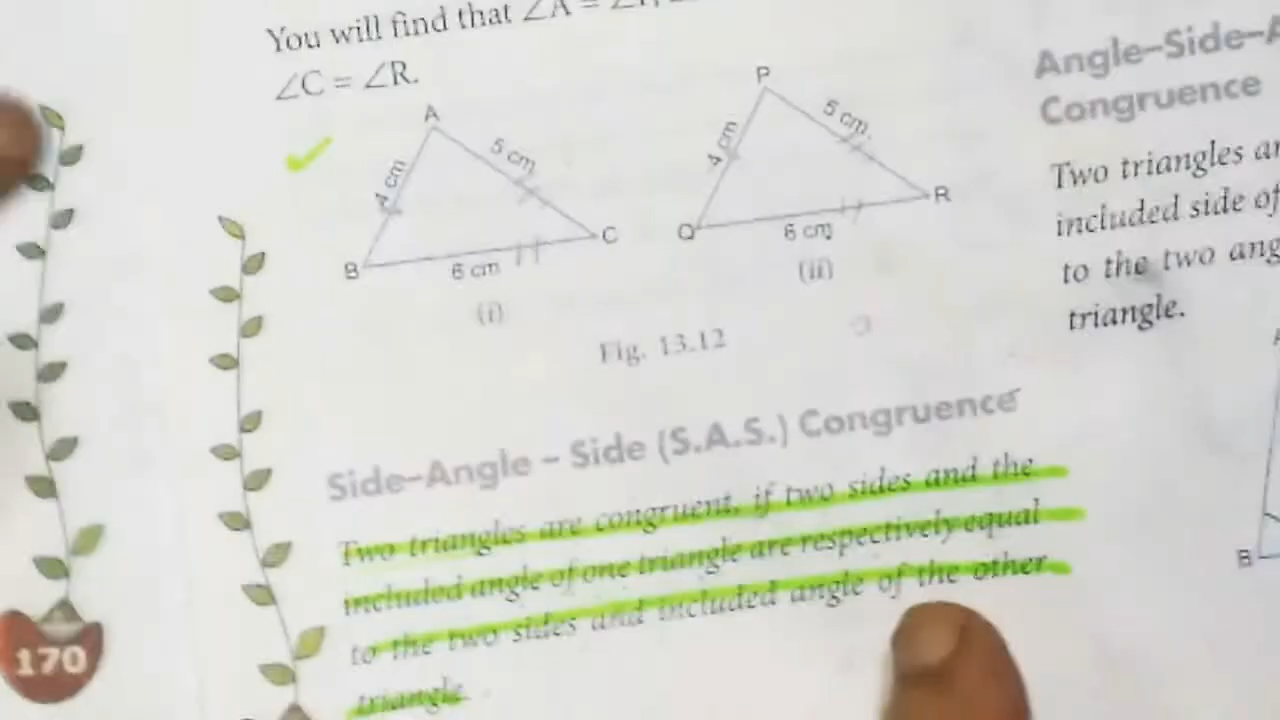 You will find that ∠A =
∠C = ∠R.
A
5 cm
4 cm
B
6 cm
C
(i)
P
5 cm.
4 cm
Q
6 cm
R
(ii)
Fig. 13.12
Side–Angle – Side (S.A.S.) Congruence
Two triangles are congruent, if two sides and the
included angle of one triangle are respectively equal
to the two sides and included angle of the other
triangle.
170
Angle–Side–A
Congruence
Two triangles ar
included side of
to the two ang
triangle.
B